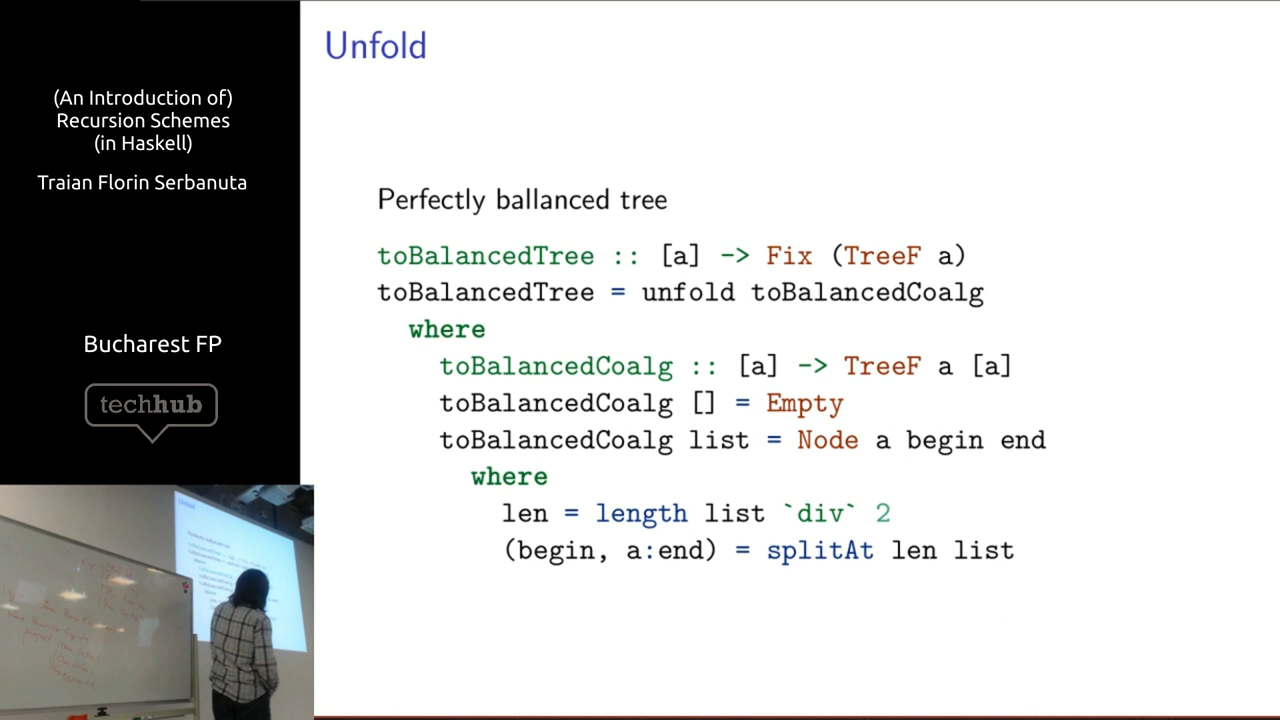 (An Introduction of)
Recursion Schemes
(in Haskell)
Traian Florin Serbanuta
Bucharest FP
techhub
Unfold
Perfectly ballanced tree
toBalancedTree :: [a] -> Fix (TreeF a)
toBalancedTree = unfold toBalancedCoalg
where
toBalancedCoalg :: [a] -> TreeF a [a]
toBalancedCoalg [] = Empty
toBalancedCoalg list = Node a begin end
where
len = length list `div` 2
(begin, a:end) = splitAt len list
Unfold